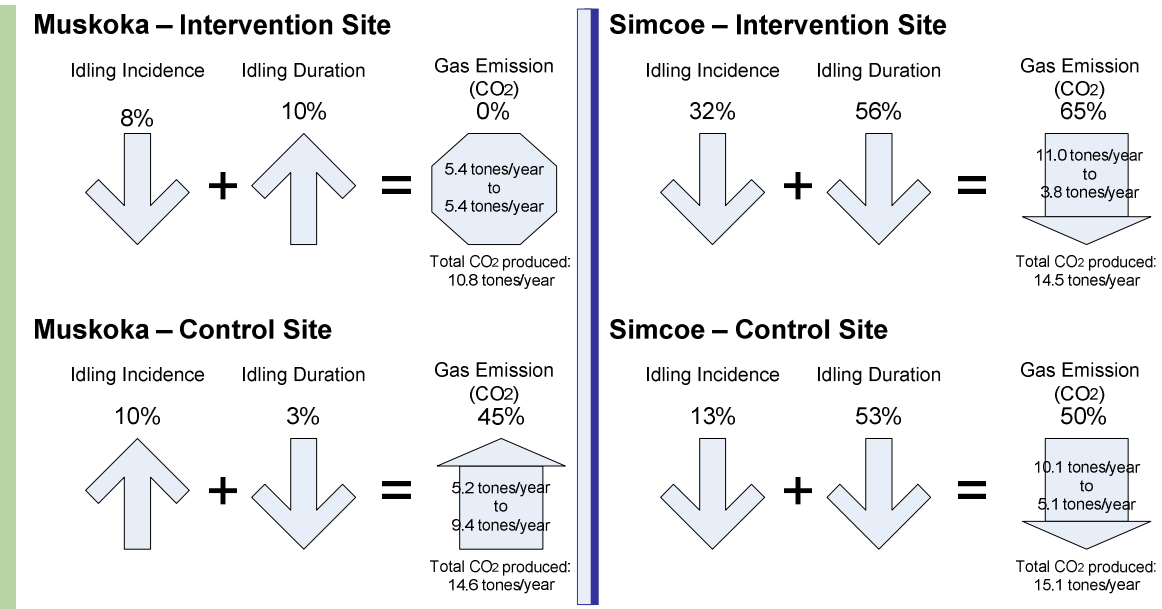 Muskoka – Intervention Site
Idling Incidence
Idling Duration
Gas Emission
(CO2)
8%
10%
0%
+
=
5.4 tones/year
to
5.4 tones/year
Total CO2 produced:
10.8 tones/year
Simcoe – Intervention Site
Idling Incidence
Idling Duration
Gas Emission
(CO2)
32%
56%
65%
+
=
11.0 tones/year
to
3.8 tones/year
Total CO2 produced:
14.5 tones/year
Muskoka – Control Site
Idling Incidence
Idling Duration
Gas Emission
(CO2)
10%
3%
45%
+
=
5.2 tones/year
to
9.4 tones/year
Total CO2 produced:
14.6 tones/year
Simcoe – Control Site
Idling Incidence
Idling Duration
Gas Emission
(CO2)
13%
53%
50%
+
=
10.1 tones/year
to
5.1 tones/year
Total CO2 produced:
15.1 tones/year